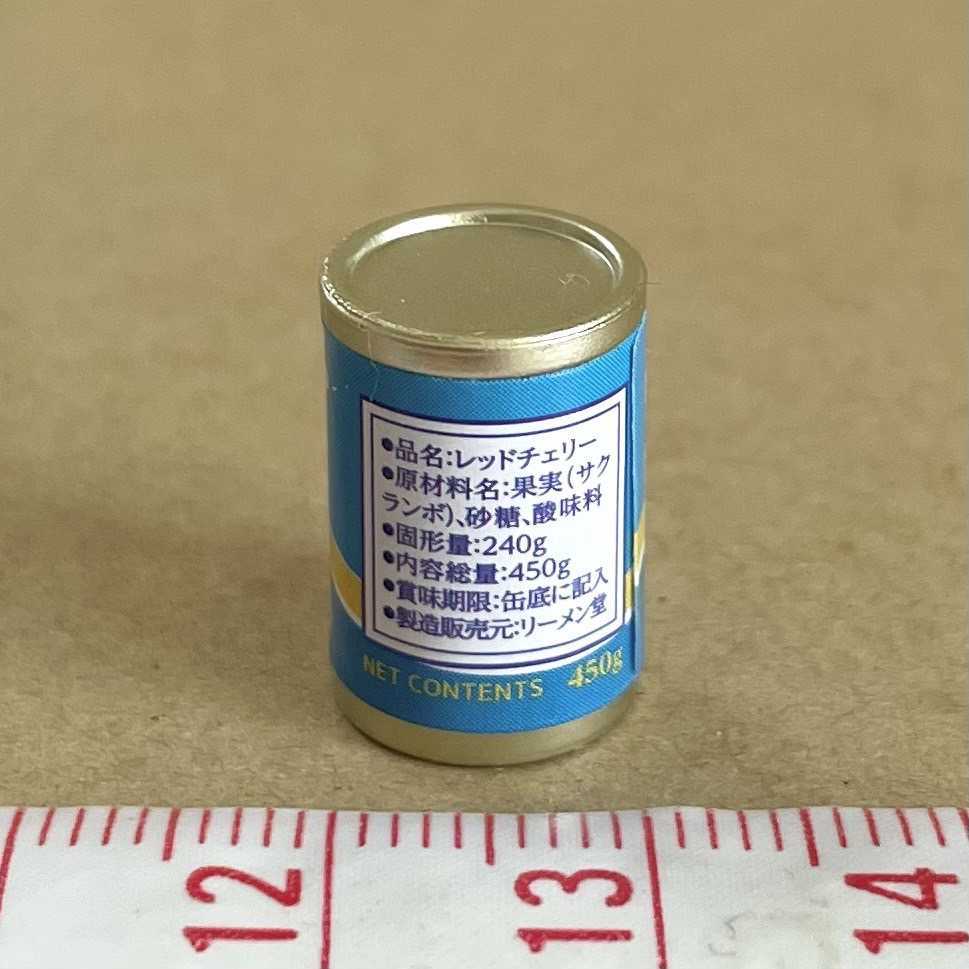 ●品名:レッドチェリー
●原材料名:果実(サク
ランボ)、砂糖、酸味料
●固形量:240g
●内容総量:450g
●賞味期限:缶底に記入
●製造販売元:リーメン堂
NET CONTENTS 450g
12 13 14